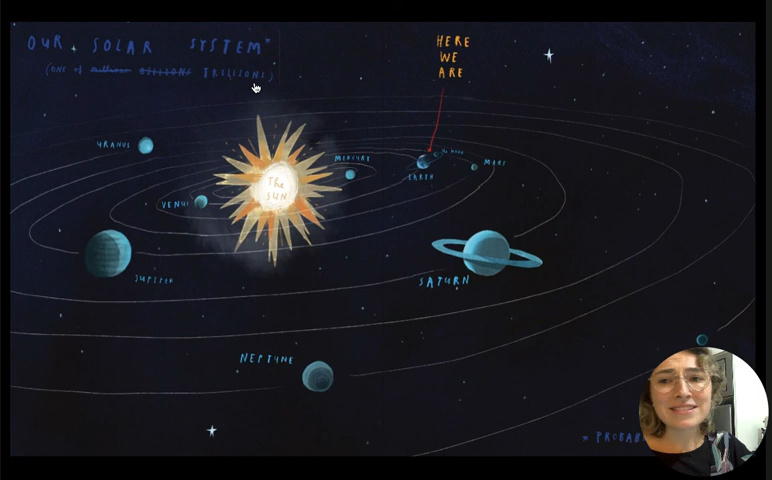 OUR SOLAR SYSTEM*
(ONE OF millions BILLIONS TRILLIONS)
HERE
WE
ARE
URANUS
MERCURY
the moon
MARS
EARTH
The
SUN
VENUS
JUPITER
SATURN
NEPTUNE
* PROBAB